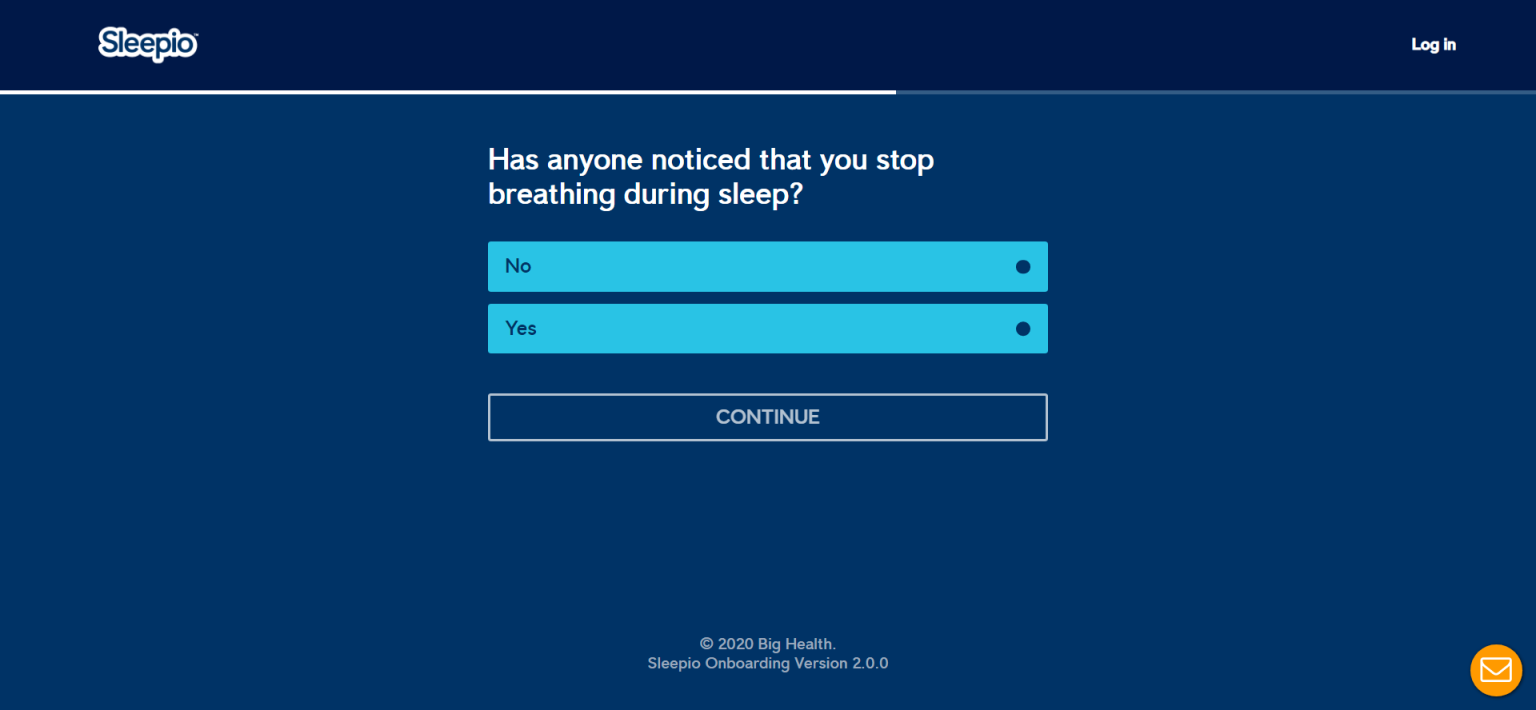 Sleepio™
Log in
Has anyone noticed that you stop
breathing during sleep?
No
Yes
CONTINUE
© 2020 Big Health.
Sleepio Onboarding Version 2.0.0